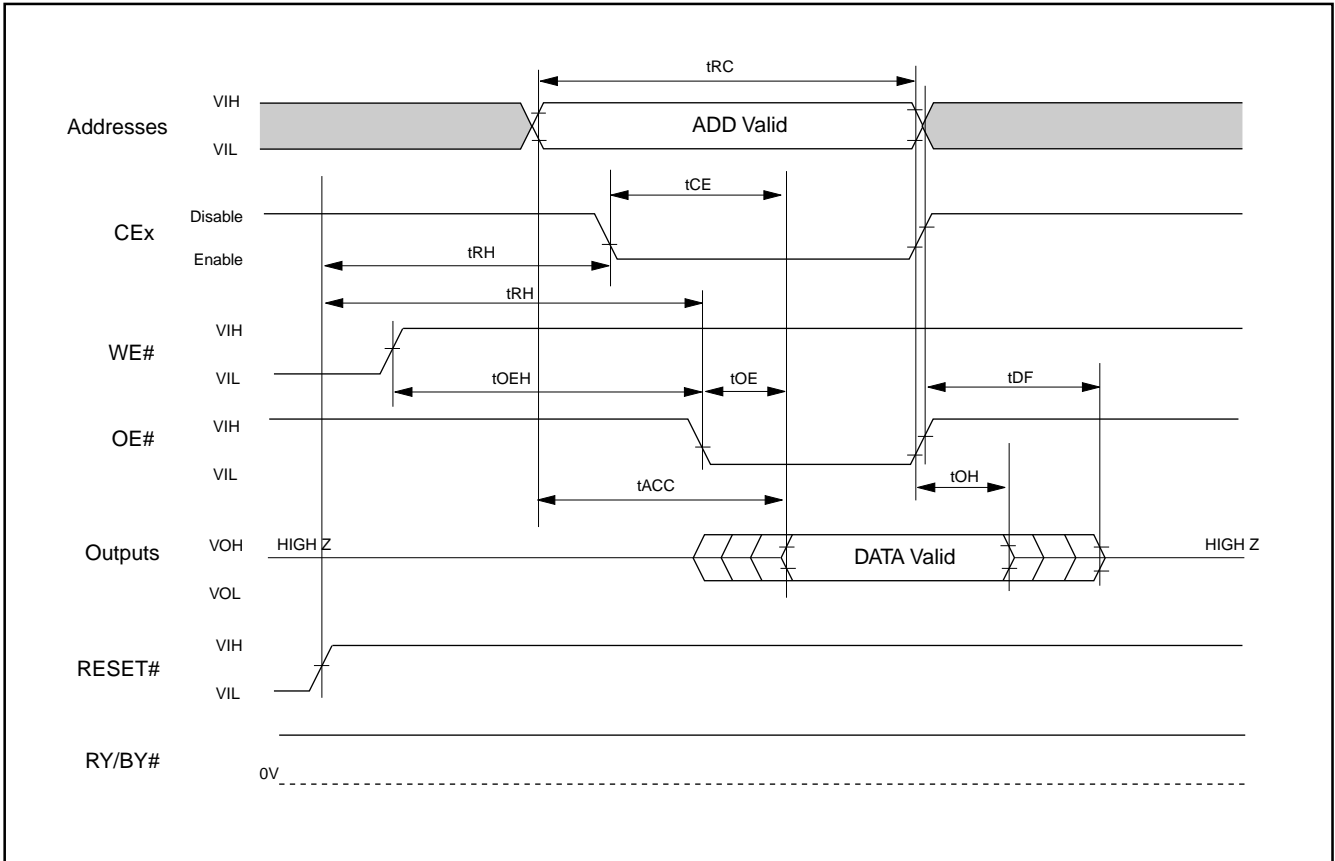 tRC
VIH
Addresses
ADD Valid
VIL
tCE
Disable
CEx
Enable
tRH
tRH
VIH
WE#
VIL
tOEH
tOE
tDF
VIH
OE#
VIL
tACC
tOH
VOH
HIGH Z
Outputs
DATA Valid
HIGH Z
VOL
VIH
RESET#
VIL
RY/BY#
0V